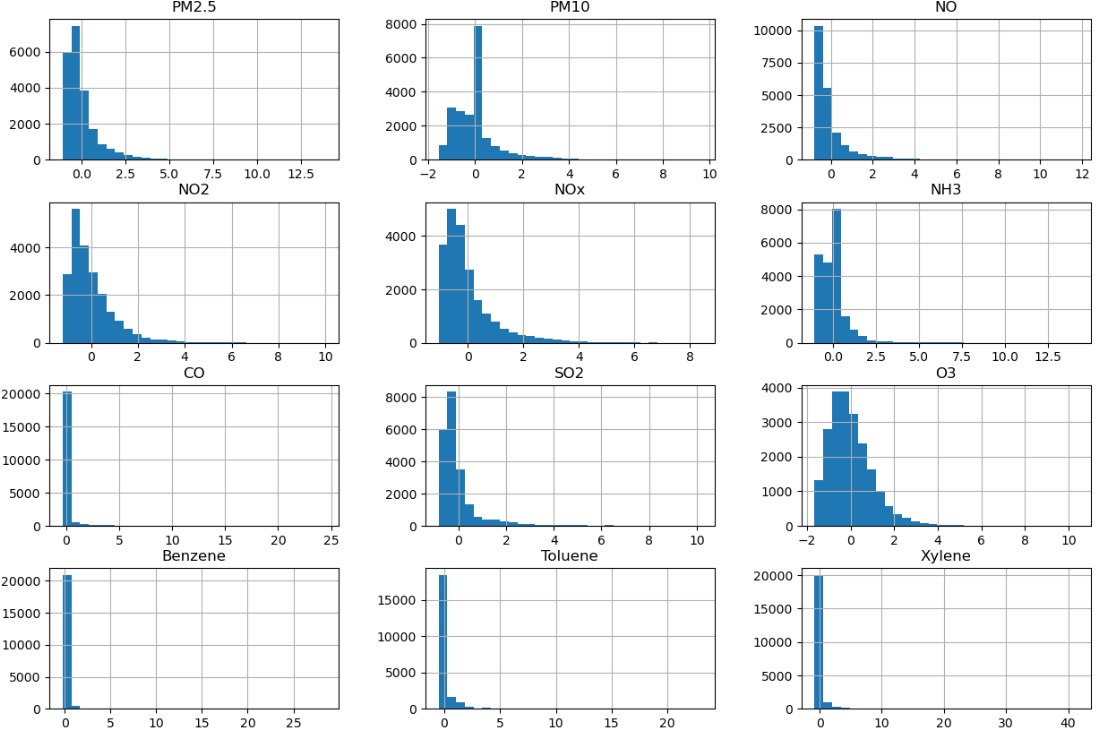 PM2.5 PM10 NO
6000 4000 2000 0
0.0 2.5 5.0 7.5 10.0 12.5
8000 6000 4000 2000 0
−2 0 2 4 6 8 10
10000 7500 5000 2500 0
0 2 4 6 8 10 12
NO2 NOx NH3
4000 2000 0
0 2 4 6 8 10
4000 2000 0
0 2 4 6 8
8000 6000 4000 2000 0
0.0 2.5 5.0 7.5 10.0 12.5
CO SO2 O3
20000 15000 10000 5000 0
0 5 10 15 20 25
8000 6000 4000 2000 0
0 2 4 6 8 10
4000 3000 2000 1000 0
−2 0 2 4 6 8 10
Benzene Toluene Xylene
20000 15000 10000 5000 0
0 5 10 15 20 25
15000 10000 5000 0
0 5 10 15 20
20000 15000 10000 5000 0
0 10 20 30 40